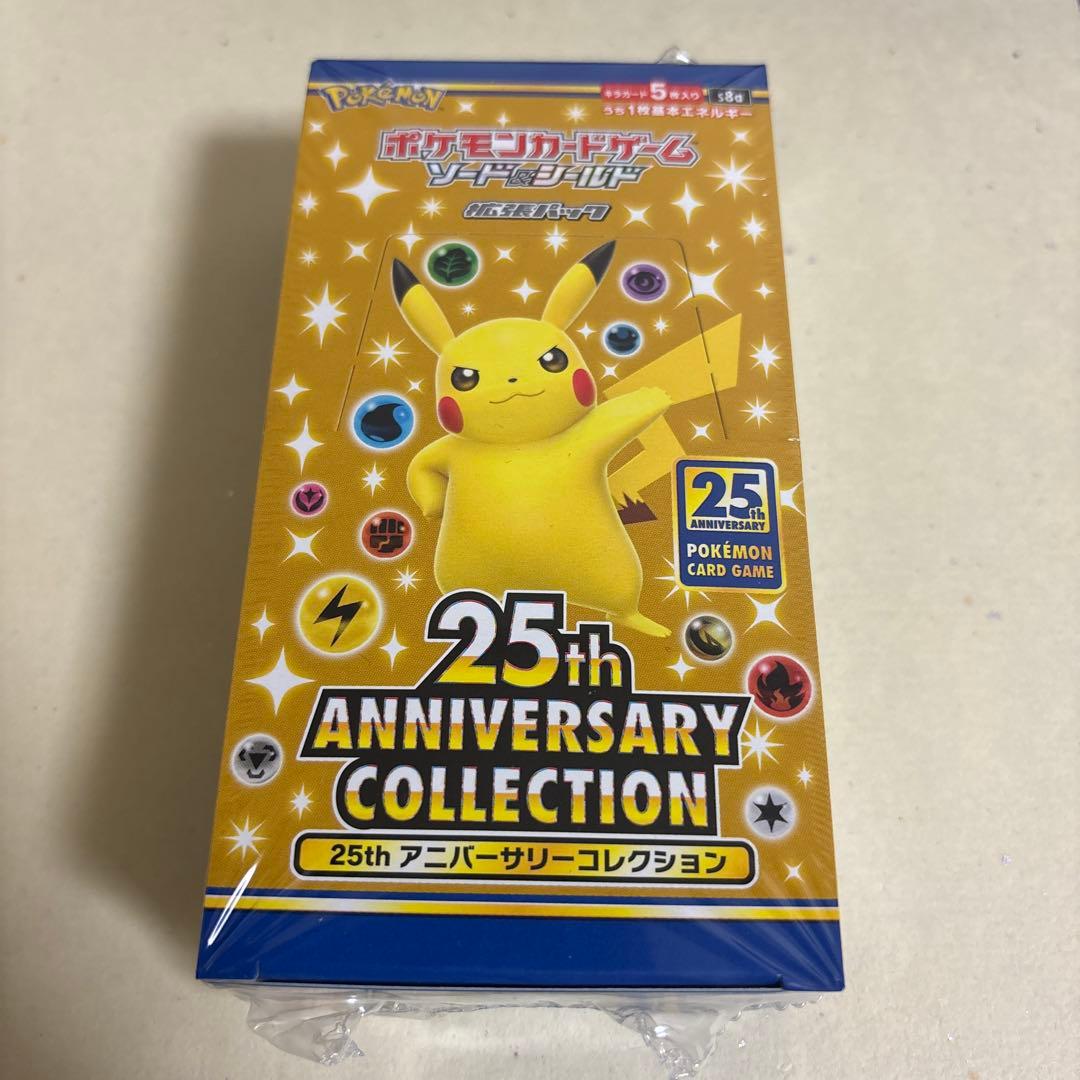 Pokémon
キラカード5枚入り s8a
うち1枚基本エネルギー
ポケモンカードゲーム
ソード&シールド
拡張パック
25th
ANNIVERSARY
POKÉMON
CARD GAME
25th
ANNIVERSARY
COLLECTION
25th アニバーサリーコレクション